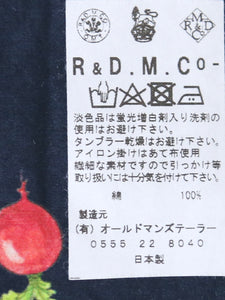 R & D. M. Co-
淡色品は蛍光増白剤入り洗剤の
使用はお避け下さい。
タンブラー乾燥はお避け下さい。
アイロン掛けはあて布使用
繊細な素材ですので引っかけ等
取り扱いには十分気を付けて下さい。
綿 100%
製造元
(有) オールドマンズテーラー
0555 22 8040
日本製